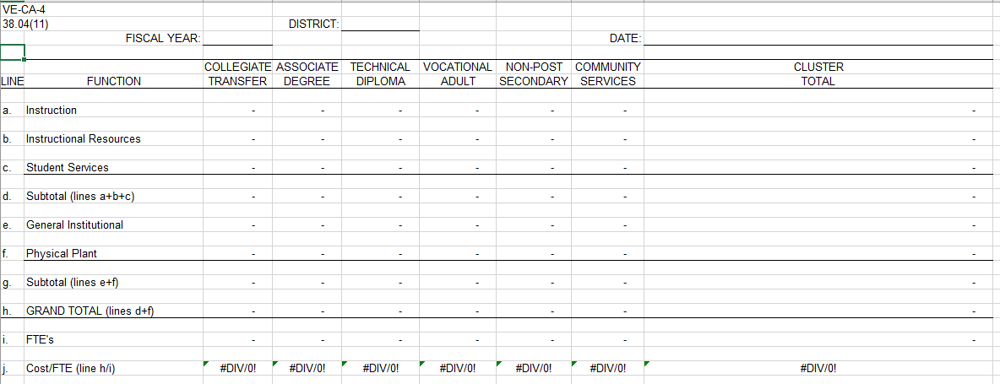 VE-CA-4
38.04(11) DISTRICT:
FISCAL YEAR: DATE:
COLLEGIATE ASSOCIATE TECHNICAL VOCATIONAL NON-POST COMMUNITY CLUSTER
LINE FUNCTION TRANSFER DEGREE DIPLOMA ADULT SECONDARY SERVICES TOTAL
a. Instruction - - - - - - -
b. Instructional Resources - - - - - - -
c. Student Services - - - - - - -
d. Subtotal (lines a+b+c) - - - - - - -
e. General Institutional - - - - - - -
f. Physical Plant - - - - - - -
g. Subtotal (lines e+f) - - - - - - -
h. GRAND TOTAL (lines d+f) - - - - - - -
i. FTE's - - - - - - -
j. Cost/FTE (line h/i) #DIV/0! #DIV/0! #DIV/0! #DIV/0! #DIV/0! #DIV/0! #DIV/0!